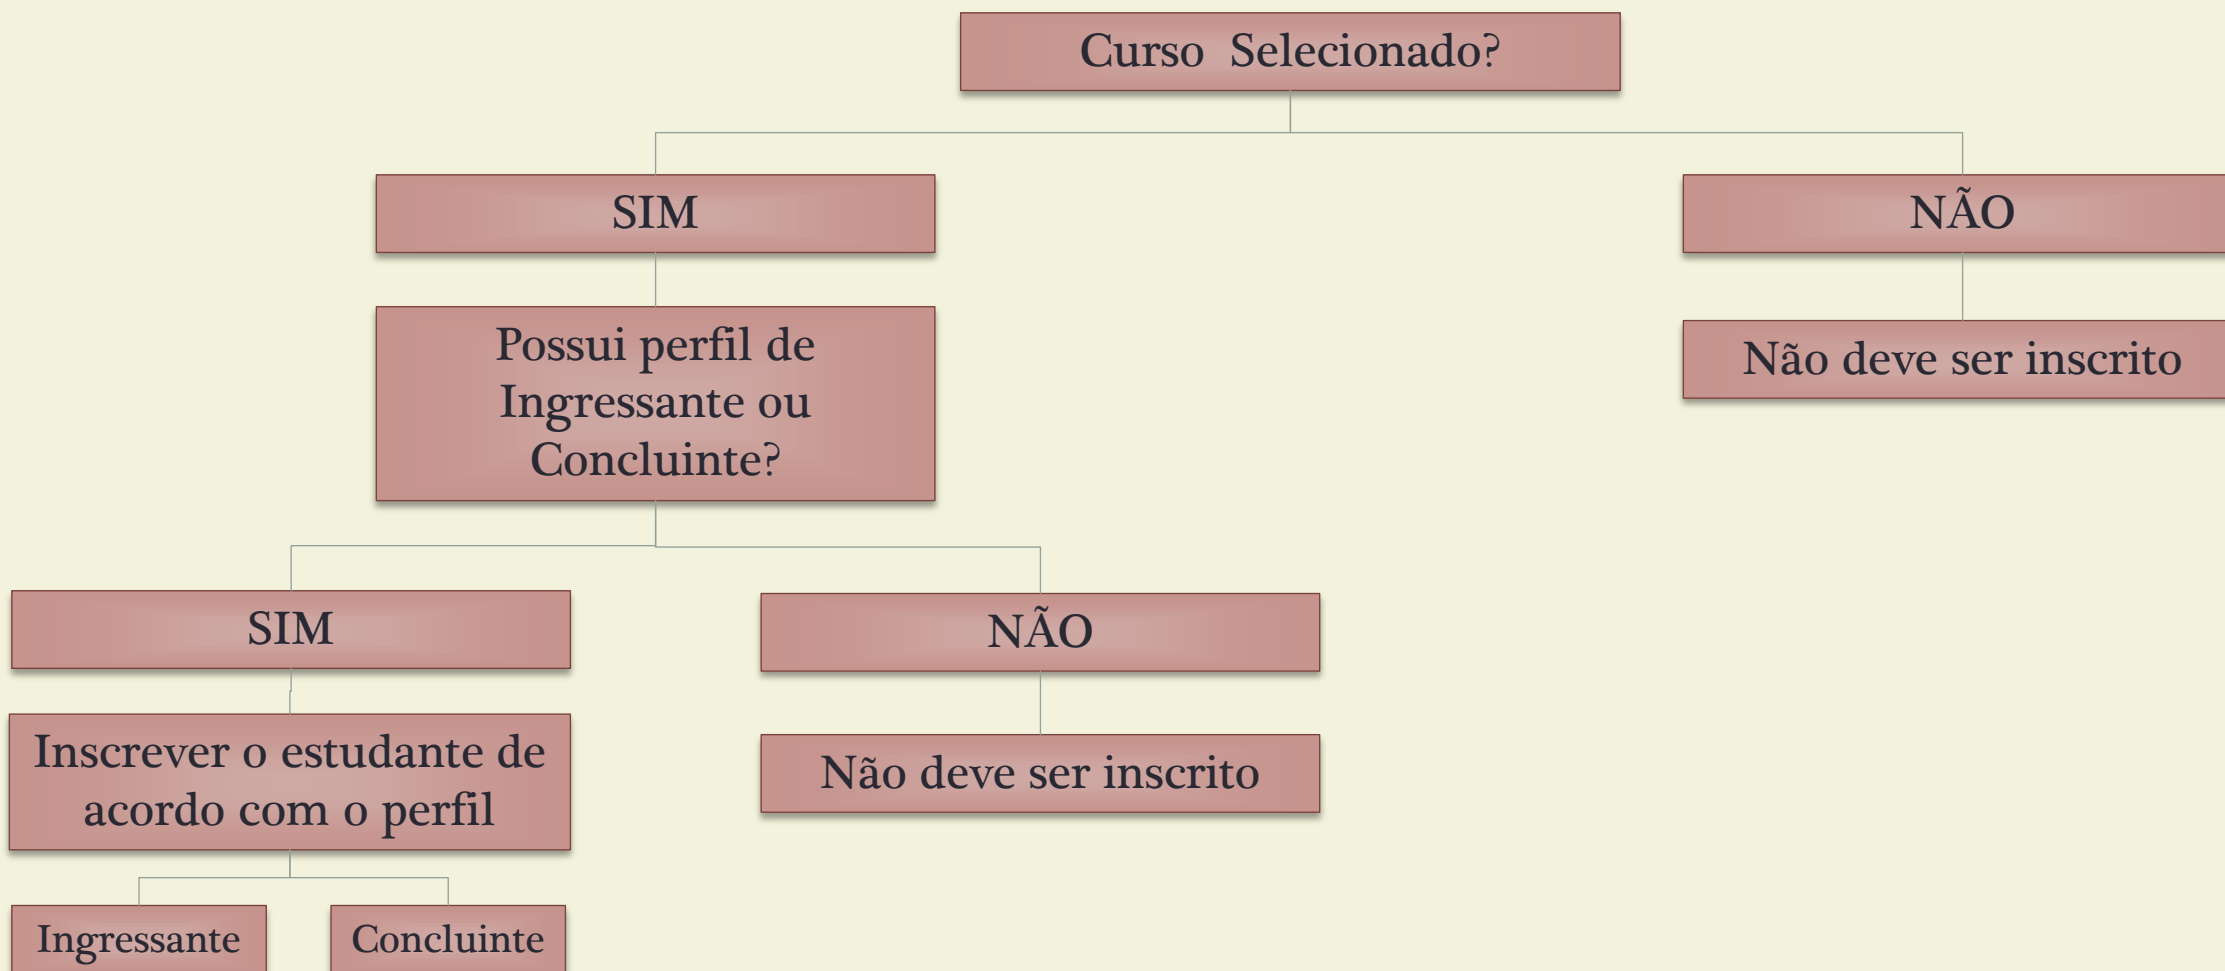 Curso  Selecionado?
SIM
NÃO
Possui perfil de
Ingressante ou
Concluinte?
Não deve ser inscrito
SIM
NÃO
Inscrever o estudante de
acordo com o perfil
Não deve ser inscrito
Ingressante
Concluinte